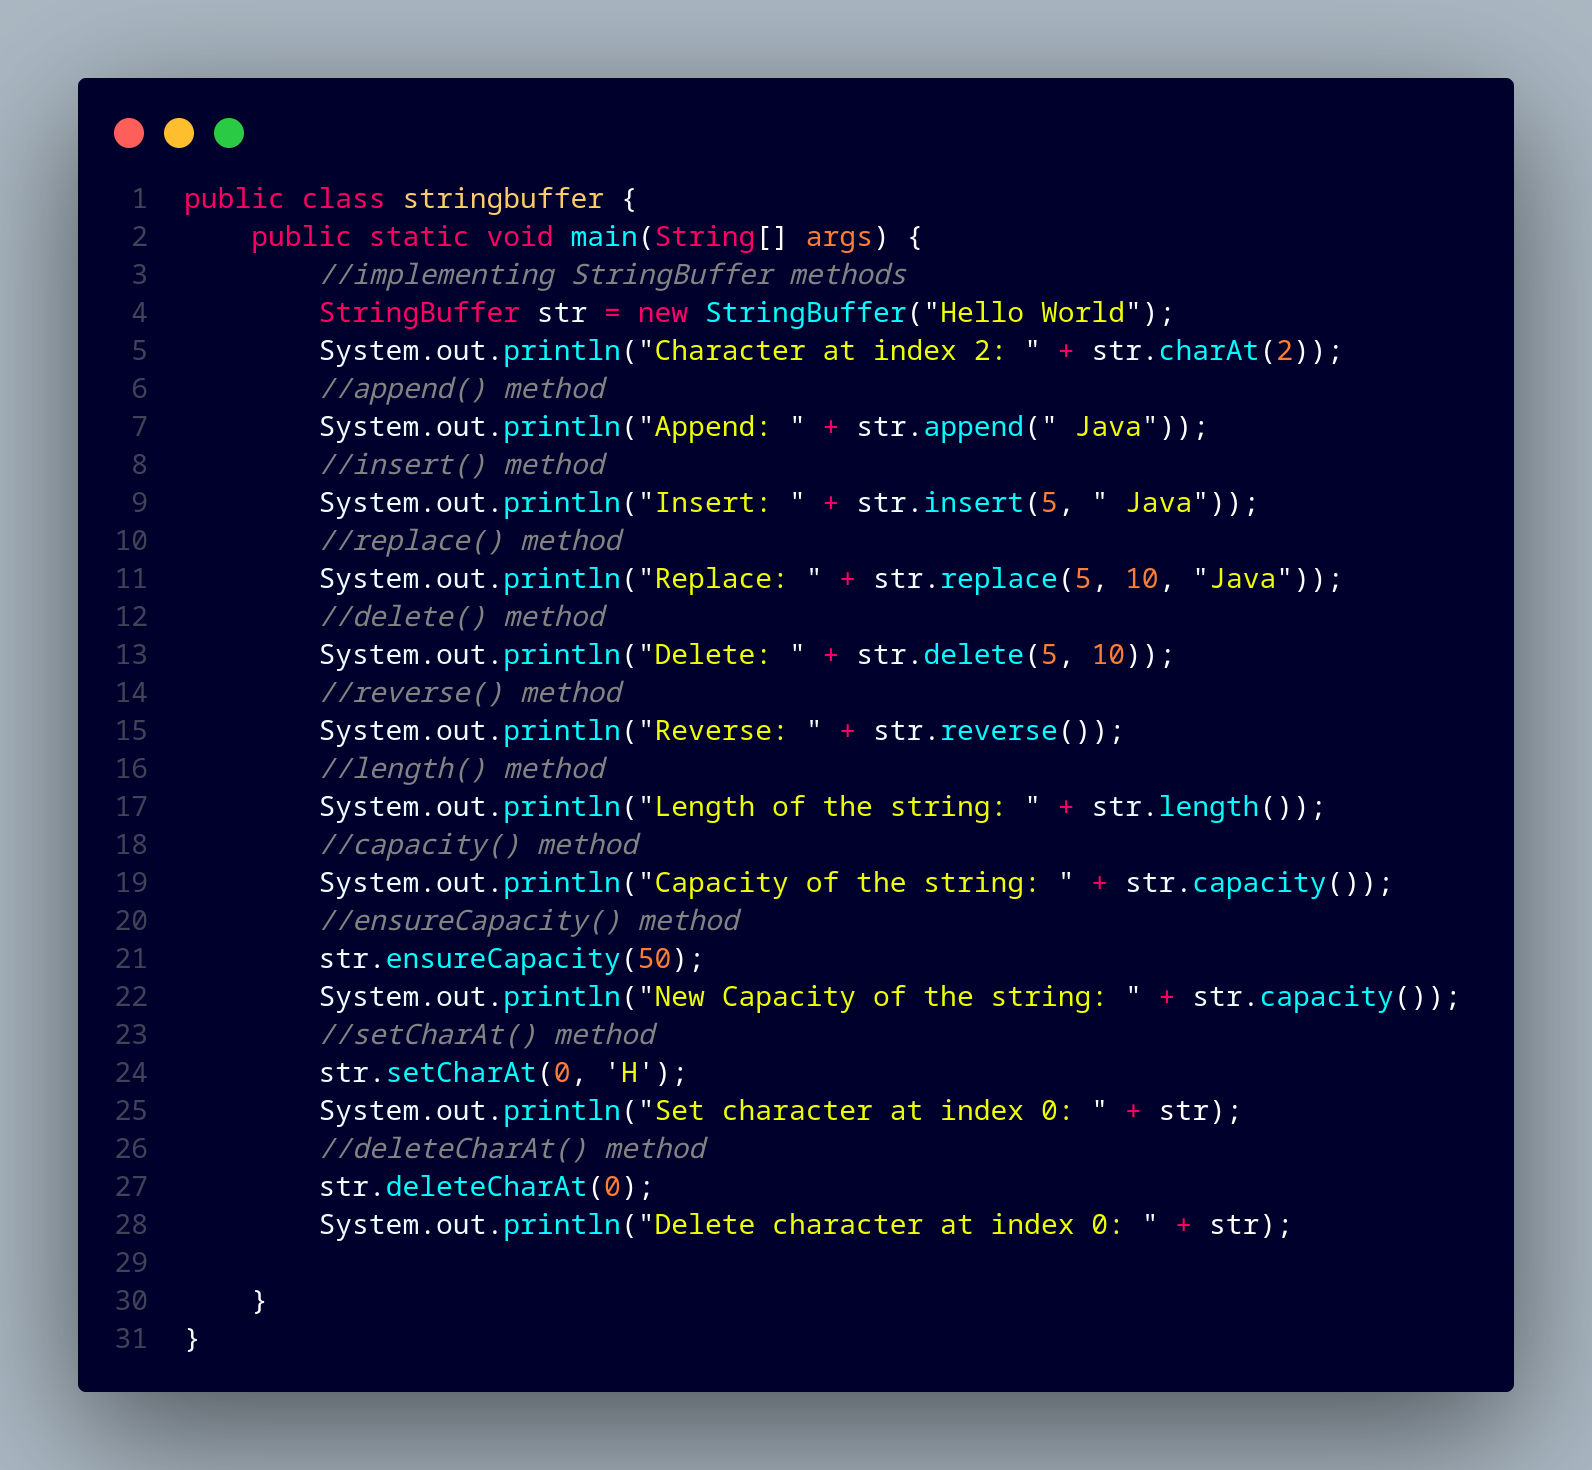 1 public class stringbuffer {
2     public static void main(String[] args) {
3         //implementing StringBuffer methods
4         StringBuffer str = new StringBuffer("Hello World");
5         System.out.println("Character at index 2: " + str.charAt(2));
6         //append() method
7         System.out.println("Append: " + str.append(" Java"));
8         //insert() method
9         System.out.println("Insert: " + str.insert(5, " Java"));
10         //replace() method
11         System.out.println("Replace: " + str.replace(5, 10, "Java"));
12         //delete() method
13         System.out.println("Delete: " + str.delete(5, 10));
14         //reverse() method
15         System.out.println("Reverse: " + str.reverse());
16         //length() method
17         System.out.println("Length of the string: " + str.length());
18         //capacity() method
19         System.out.println("Capacity of the string: " + str.capacity());
20         //ensureCapacity() method
21         str.ensureCapacity(50);
22         System.out.println("New Capacity of the string: " + str.capacity());
23         //setCharAt() method
24         str.setCharAt(0, 'H');
25         System.out.println("Set character at index 0: " + str);
26         //deleteCharAt() method
27         str.deleteCharAt(0);
28         System.out.println("Delete character at index 0: " + str);
29
30     }
31 }